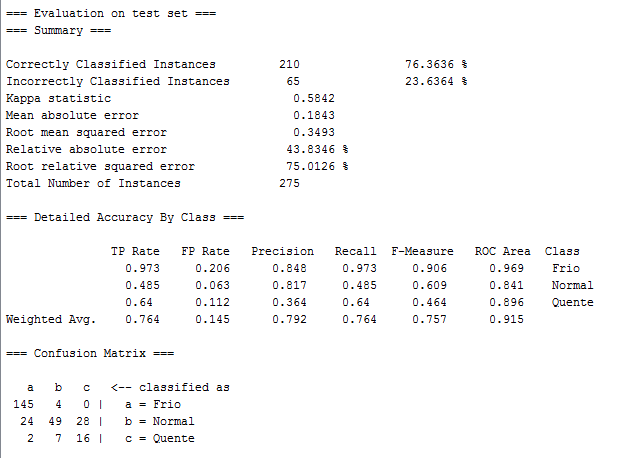 === Evaluation on test set ===
=== Summary ===
Correctly Classified Instances 210 76.3636 %
Incorrectly Classified Instances 65 23.6364 %
Kappa statistic 0.5842
Mean absolute error 0.1843
Root mean squared error 0.3493
Relative absolute error 43.8346 %
Root relative squared error 75.0126 %
Total Number of Instances 275
=== Detailed Accuracy By Class ===
TP Rate FP Rate Precision Recall F-Measure ROC Area Class
0.973 0.206 0.848 0.973 0.906 0.969 Frio
0.485 0.063 0.817 0.485 0.609 0.841 Normal
0.64 0.112 0.364 0.64 0.464 0.896 Quente
Weighted Avg. 0.764 0.145 0.792 0.764 0.757 0.915
=== Confusion Matrix ===
a b c <-- classified as
145 4 0 | a = Frio
24 49 28 | b = Normal
2 7 16 | c = Quente